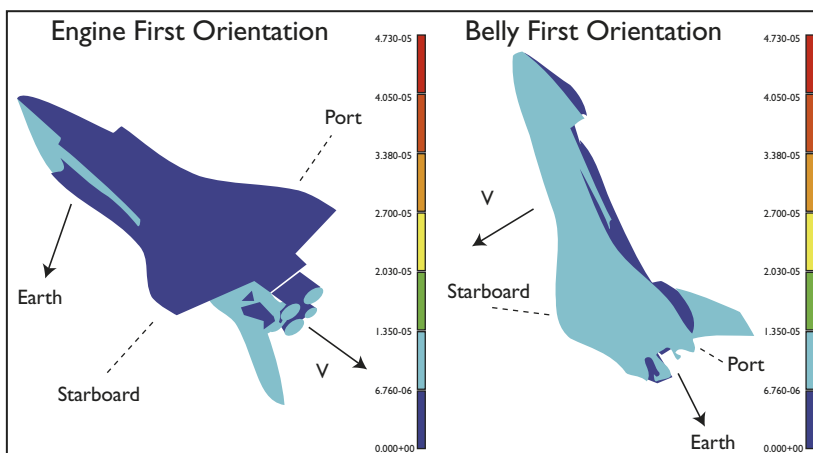 Engine First Orientation
Belly First Orientation
4.730-05
4.050-05
3.380-05
2.700-05
2.030-05
1.350-05
6.760-06
0.000+00
Port
Earth
Starboard
V
4.730-05
4.050-05
3.380-05
2.700-05
2.030-05
1.350-05
6.760-06
0.000+00
V
Starboard
Port
Earth